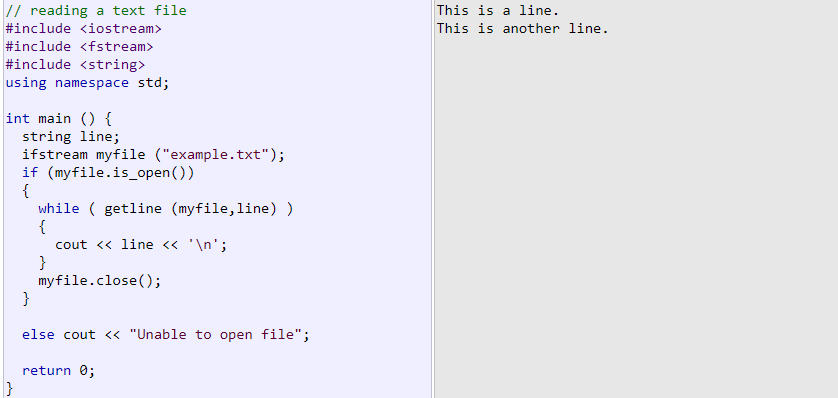 // reading a text file
#include <iostream>
#include <fstream>
#include <string>
using namespace std;

int main () {
  string line;
  ifstream myfile ("example.txt");
  if (myfile.is_open())
  {
    while ( getline (myfile,line) )
    {
      cout << line << '\n';
    }
    myfile.close();
  }

  else cout << "Unable to open file";

  return 0;
}
This is a line.
This is another line.